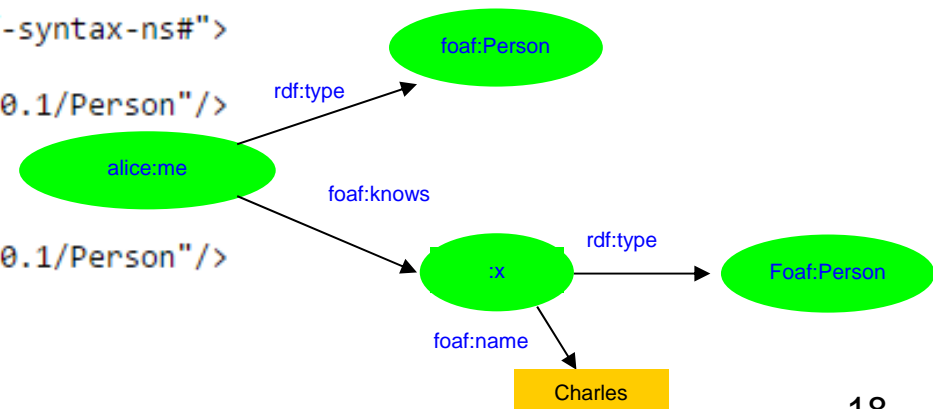 -syntax-ns#">
foaf:Person
rdf:type
0.1/Person"/>
alice:me
foaf:knows
rdf:type
0.1/Person"/>
:x
Foaf:Person
foaf:name
Charles
18